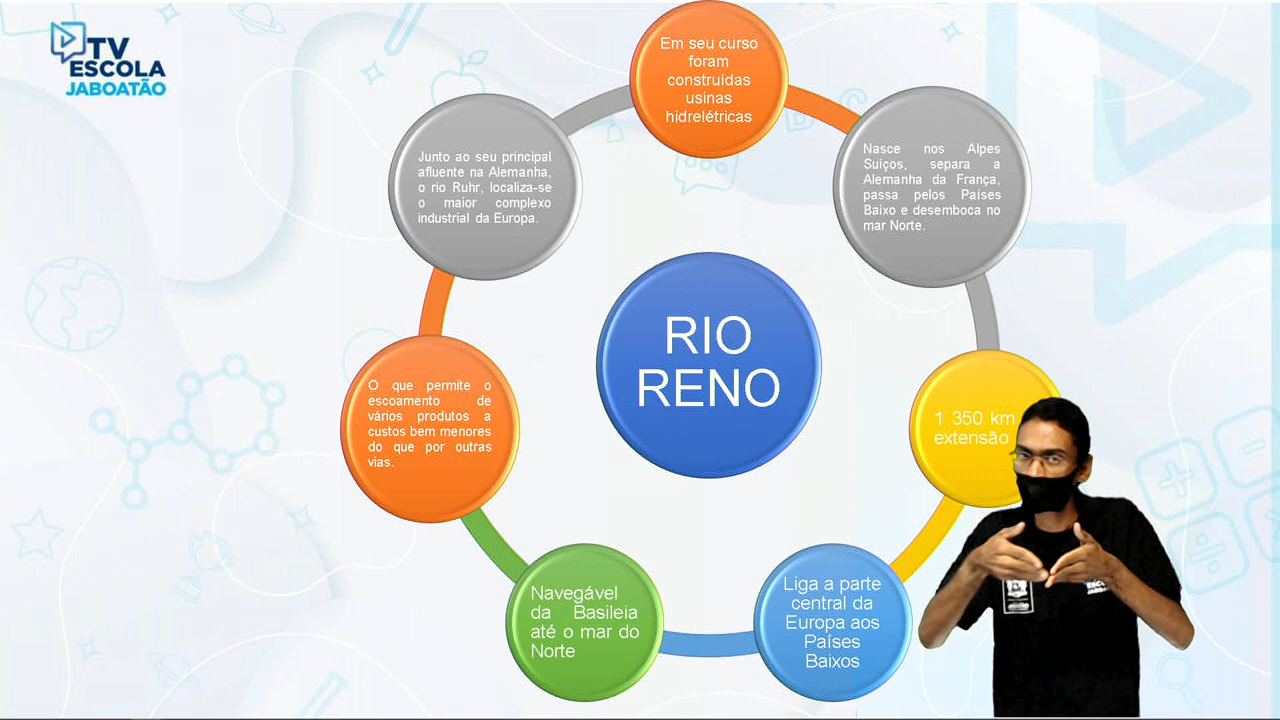 TV
ESCOLA
JABOATÃO
Em seu curso
foram
construídas
usinas
hidrelétricas
Nasce nos Alpes
Suíços, separa a
Alemanha da França,
passa pelos Países
Baixo e desemboca no
mar Norte.
1 350 km
extensão
Liga a parte
central da
Europa aos
Países
Baixos
Navegável
da Basileia
até o mar do
Norte
O que permite o
escoamento de
vários produtos a
custos bem menores
do que por outras
vias.
Junto ao seu principal
afluente na Alemanha,
o rio Ruhr, localiza-se
o maior complexo
industrial da Europa.
RIO
RENO